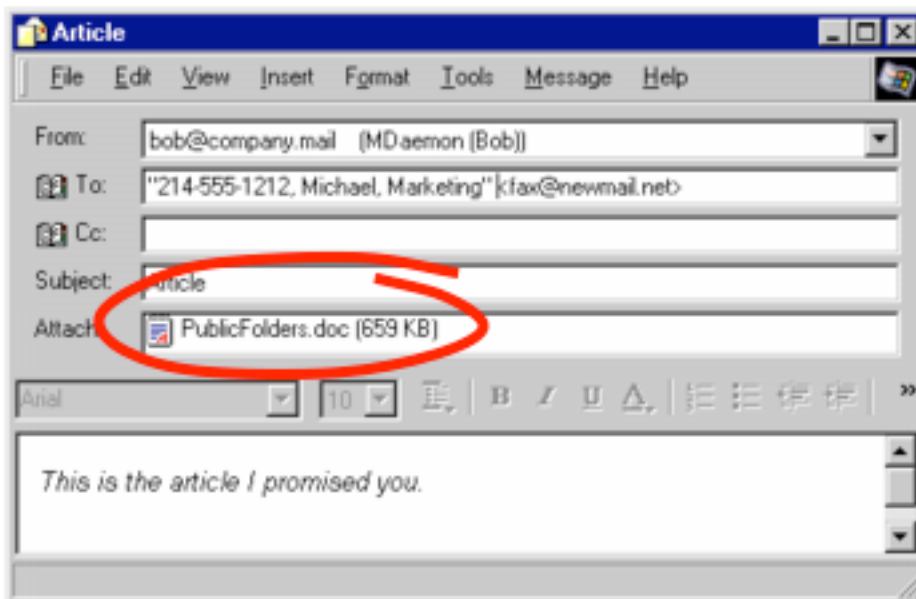 Article
File Edit View Insert Format Tools Message Help
From: bob@company.mail (MDaemon (Bob))
To: "214-555-1212, Michael, Marketing" <fax@newmail.net>
Cc:
Subject: Article
Attach: PublicFolders.doc (659 KB)
Arial 10 B I U A »
This is the article I promised you.